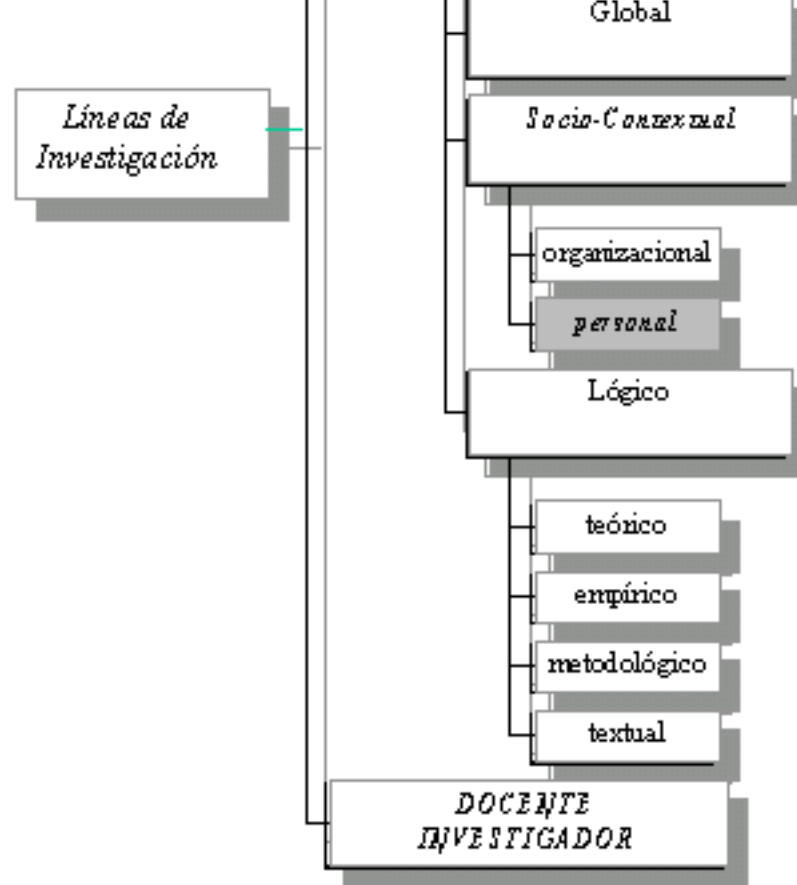 Global
Líneas de
Investigación
Socio-Contextual
organizacional
personal
Lógico
teórico
empírico
metodológico
textual
DOCENTE
INVESTIGADOR